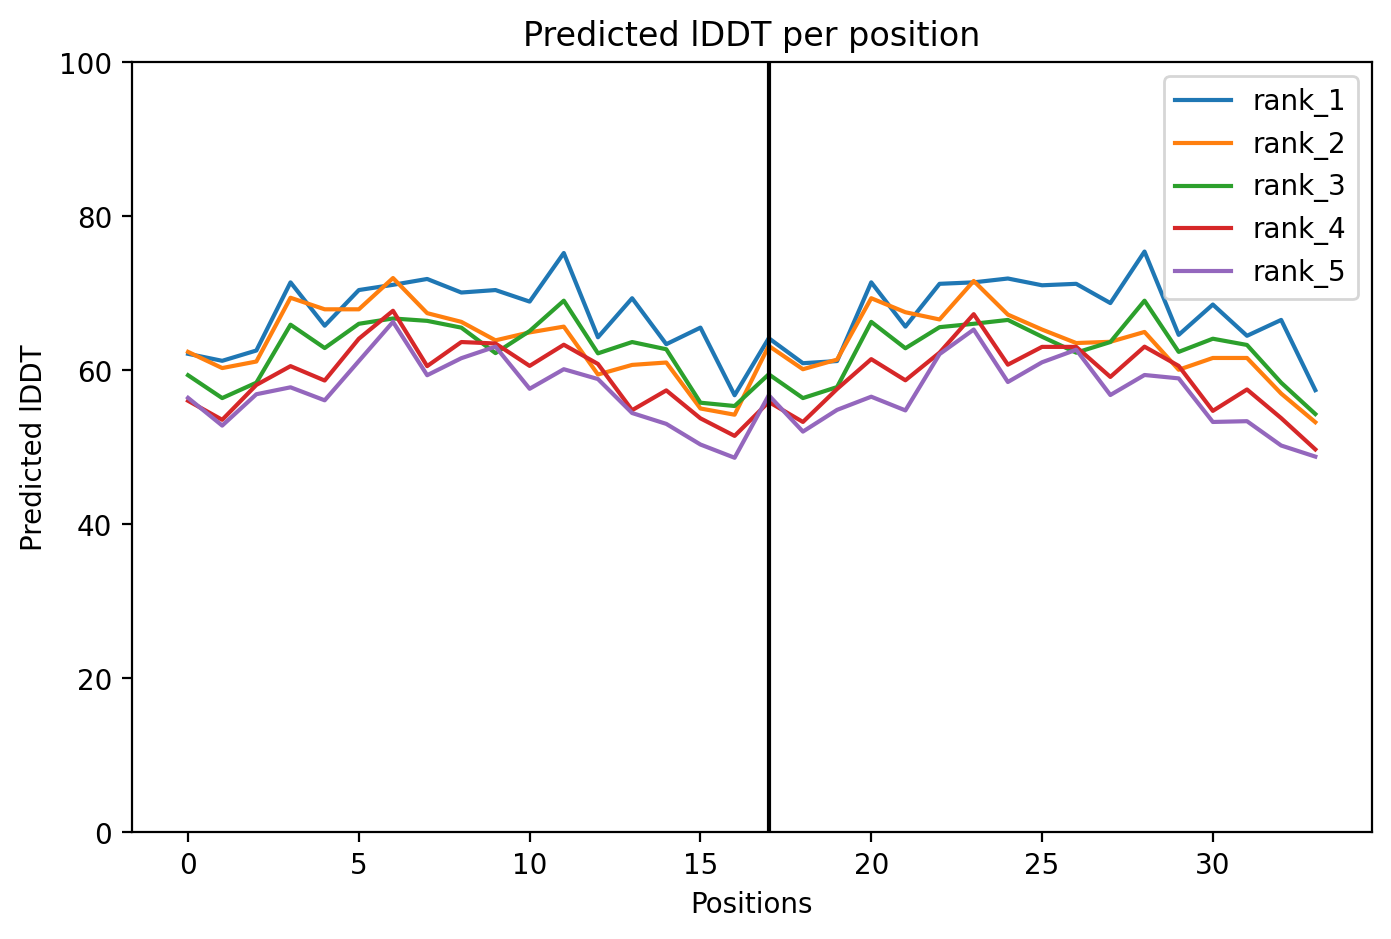 Predicted lDDT per position
100
80
60
40
20
0
Predicted lDDT
rank_1
rank_2
rank_3
rank_4
rank_5
0 5 10 15 20 25 30
Positions